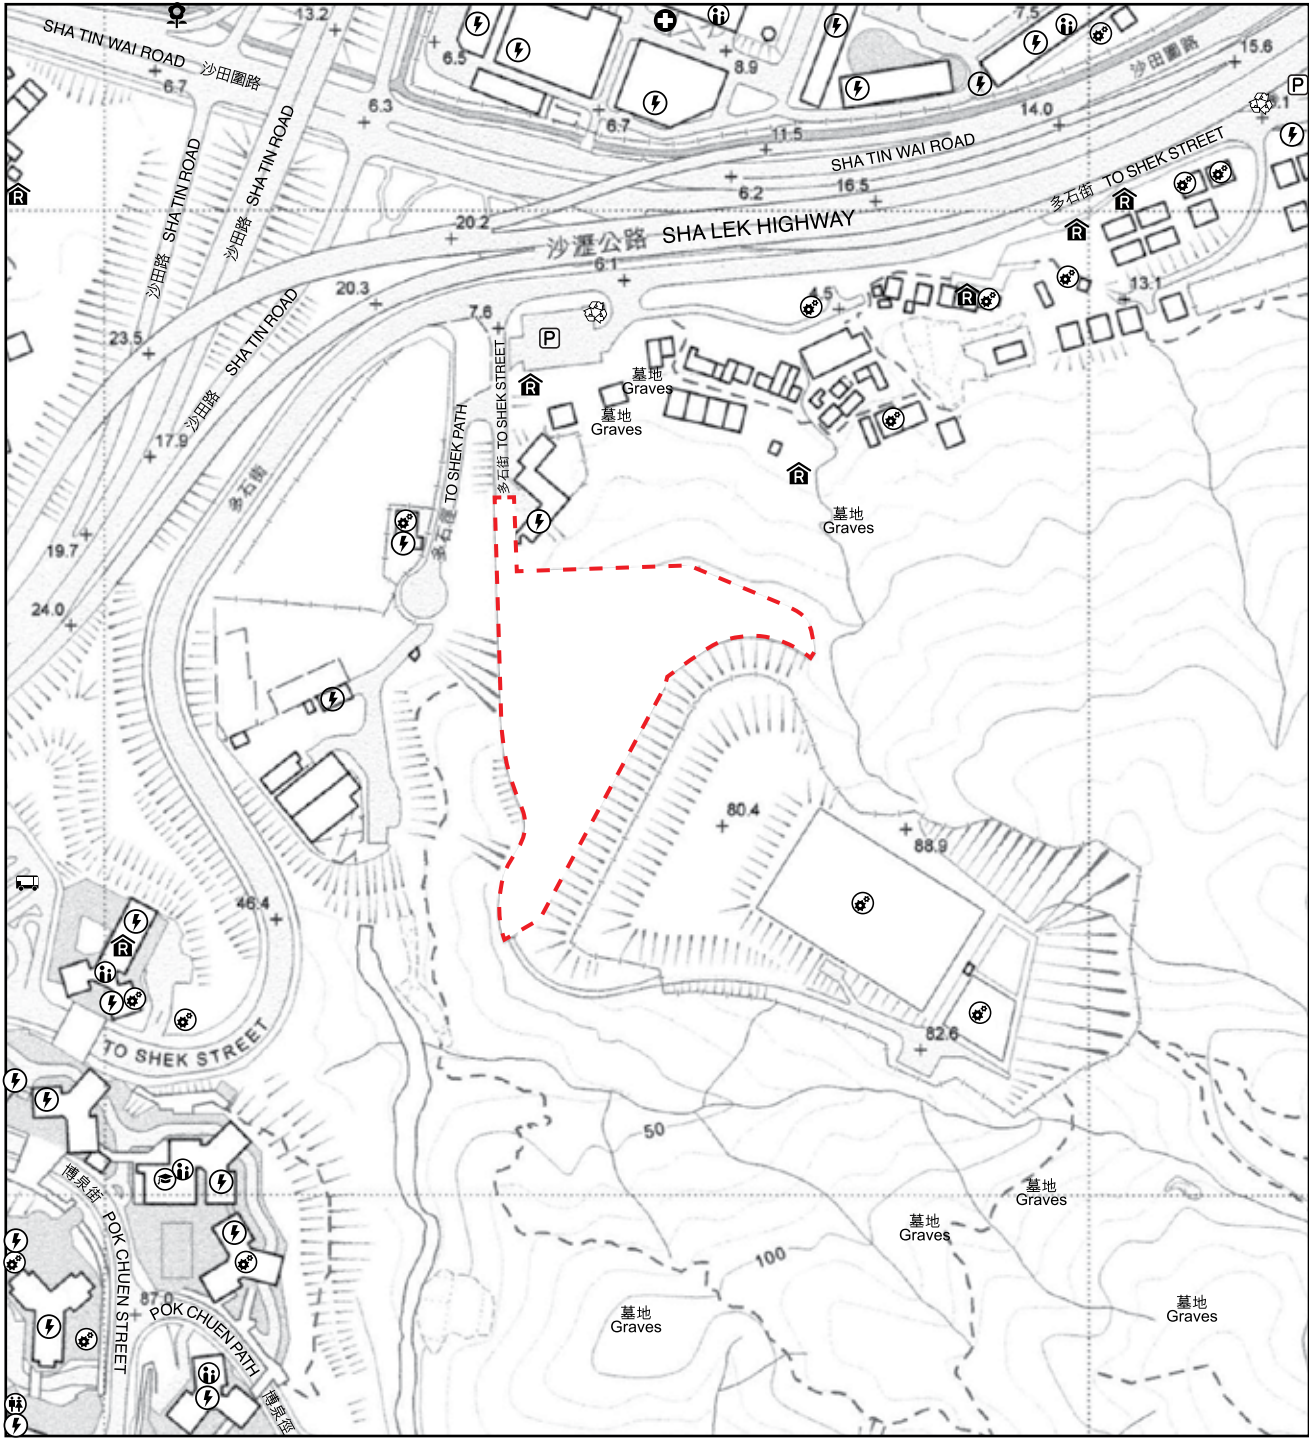 13.2
SHA TIN WAI ROAD 沙田圍路
6.7
6.3
6.5
8.9
6.7
11.5
-7.5
沙田圍路
15.6
14.0
P
SHA TIN WAI ROAD
6.2
16.5
多石街 TO SHEK STREET
R
R
R
沙田路 SHA TIN ROAD
沙田路 SHA TIN ROAD
20.2
沙瀝公路 SHA LEK HIGHWAY
6.1
20.3
7.6
4.5
R
13.1
沙田路 SHA TIN ROAD
23.5
P
R
墓地
Graves
墓地
Graves
多石街 TO SHEK STREET
多石徑 TO SHEK PATH
17.9
多石街
R
墓地
Graves
19.7
24.0
80.4
88.9
46.4
R
82.6
TO SHEK STREET
50
博泉街 POK CHUEN STREET
墓地
Graves
墓地
Graves
100
87.0
POK CHUEN PATH 博泉徑
墓地
Graves
墓地
Graves